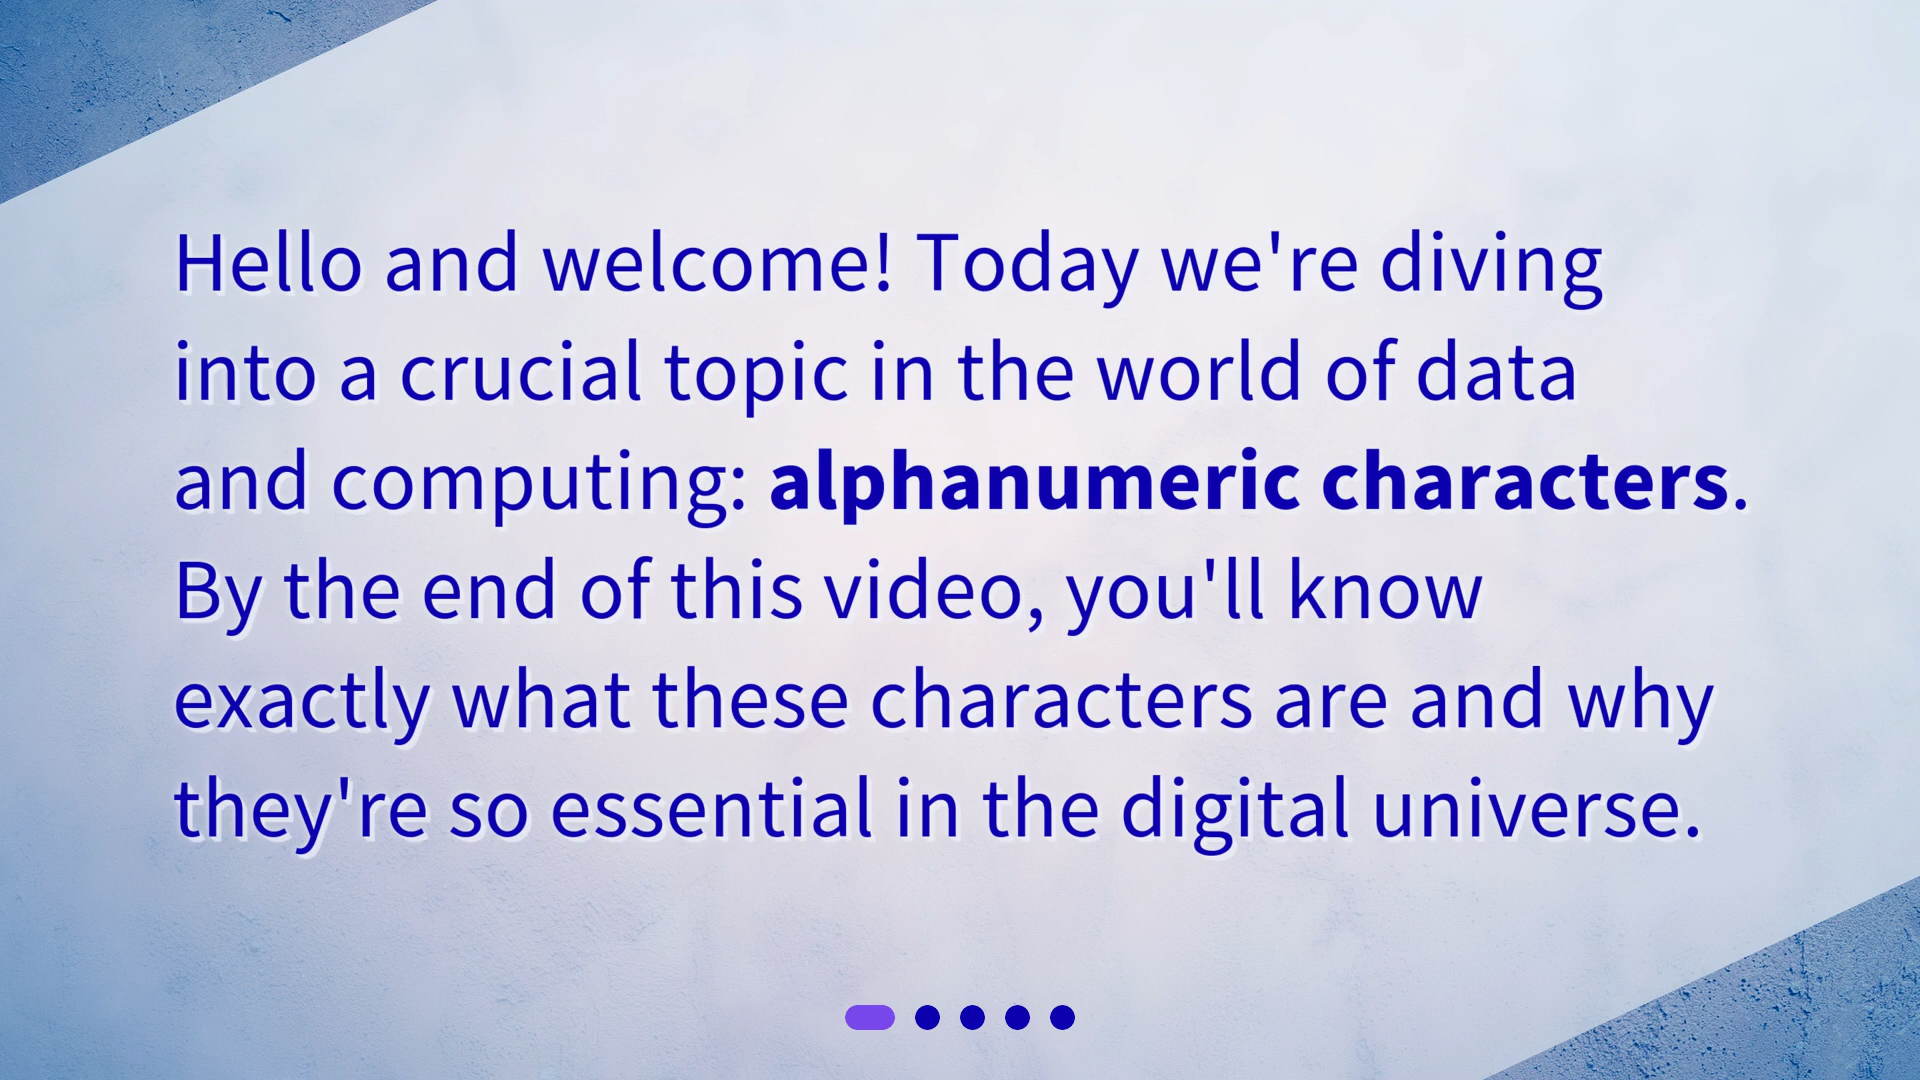 Hello and welcome! Today we're diving
into a crucial topic in the world of data
and computing: alphanumeric characters.
By the end of this video, you'll know
exactly what these characters are and why
they're so essential in the digital universe.